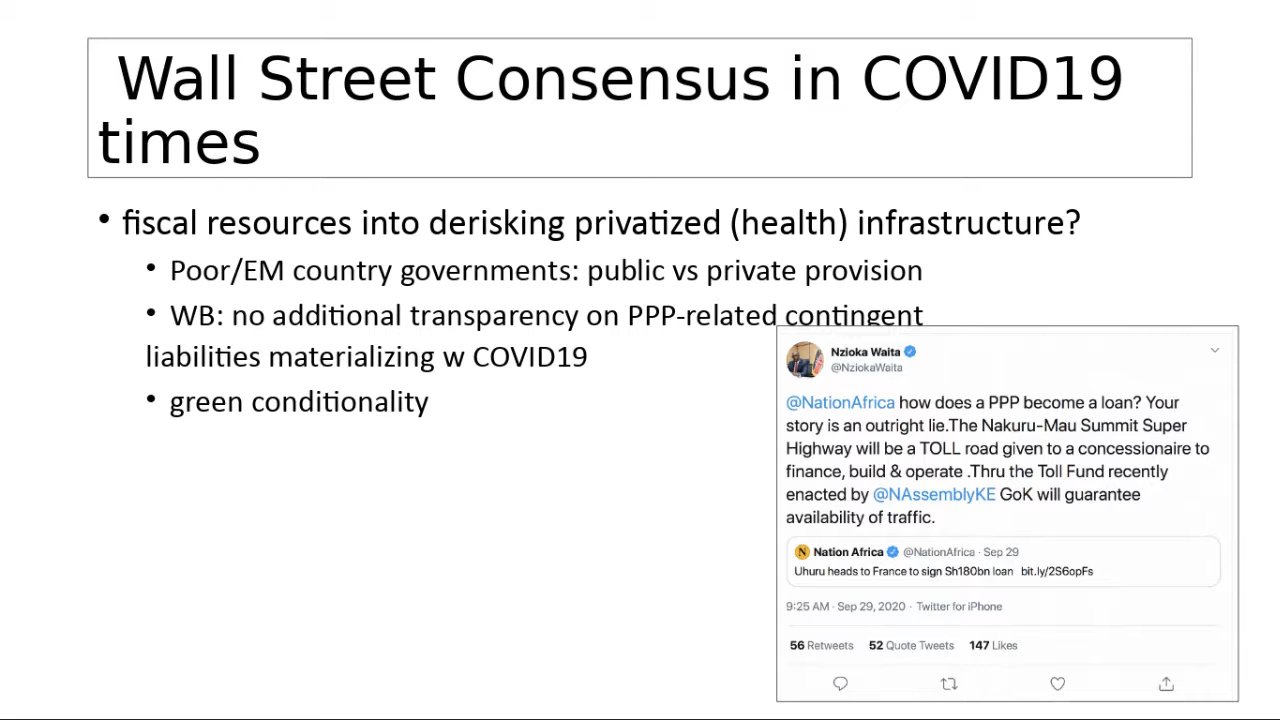 Wall Street Consensus in COVID19
times
• fiscal resources into derisking privatized (health) infrastructure?
• Poor/EM country governments: public vs private provision
• WB: no additional transparency on PPP-related contingent
liabilities materializing w COVID19
• green conditionality
Nzioka Waita
@NziokaWaita
@NationAfrica how does a PPP become a loan? Your
story is an outright lie.The Nakuru-Mau Summit Super
Highway will be a TOLL road given to a concessionaire to
finance, build & operate .Thru the Toll Fund recently
enacted by @NAssemblyKE GoK will guarantee
availability of traffic.
N Nation Africa @NationAfrica · Sep 29
Uhuru heads to France to sign Sh180bn loan bit.ly/2S6opFs
9:25 AM · Sep 29, 2020 · Twitter for iPhone
56 Retweets 52 Quote Tweets 147 Likes